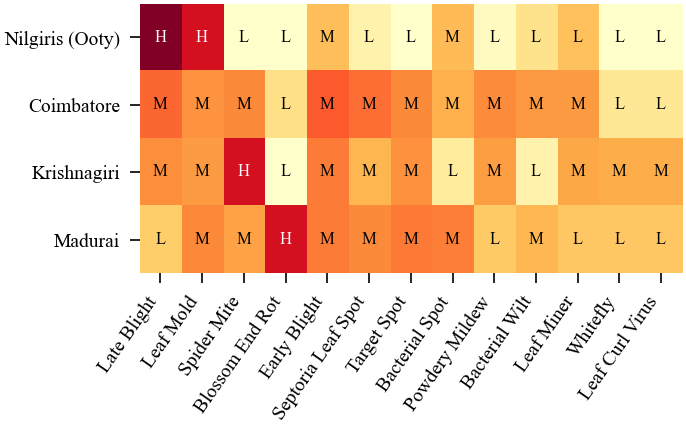 Nilgiris (Ooty) H H L L M L L M L L M L L
Coimbatore M M M L M M M M M M M L L
Krishnagiri M M H L M M M L M L M M M
Madurai L M M H M M M M L M L L L
Late Blight
Leaf Mold
Spider Mite
Blossom End Rot
Early Blight
Septoria Leaf Spot
Target Spot
Bacterial Spot
Powdery Mildew
Bacterial Wilt
Leaf Miner
Whitefly
Leaf Curl Virus